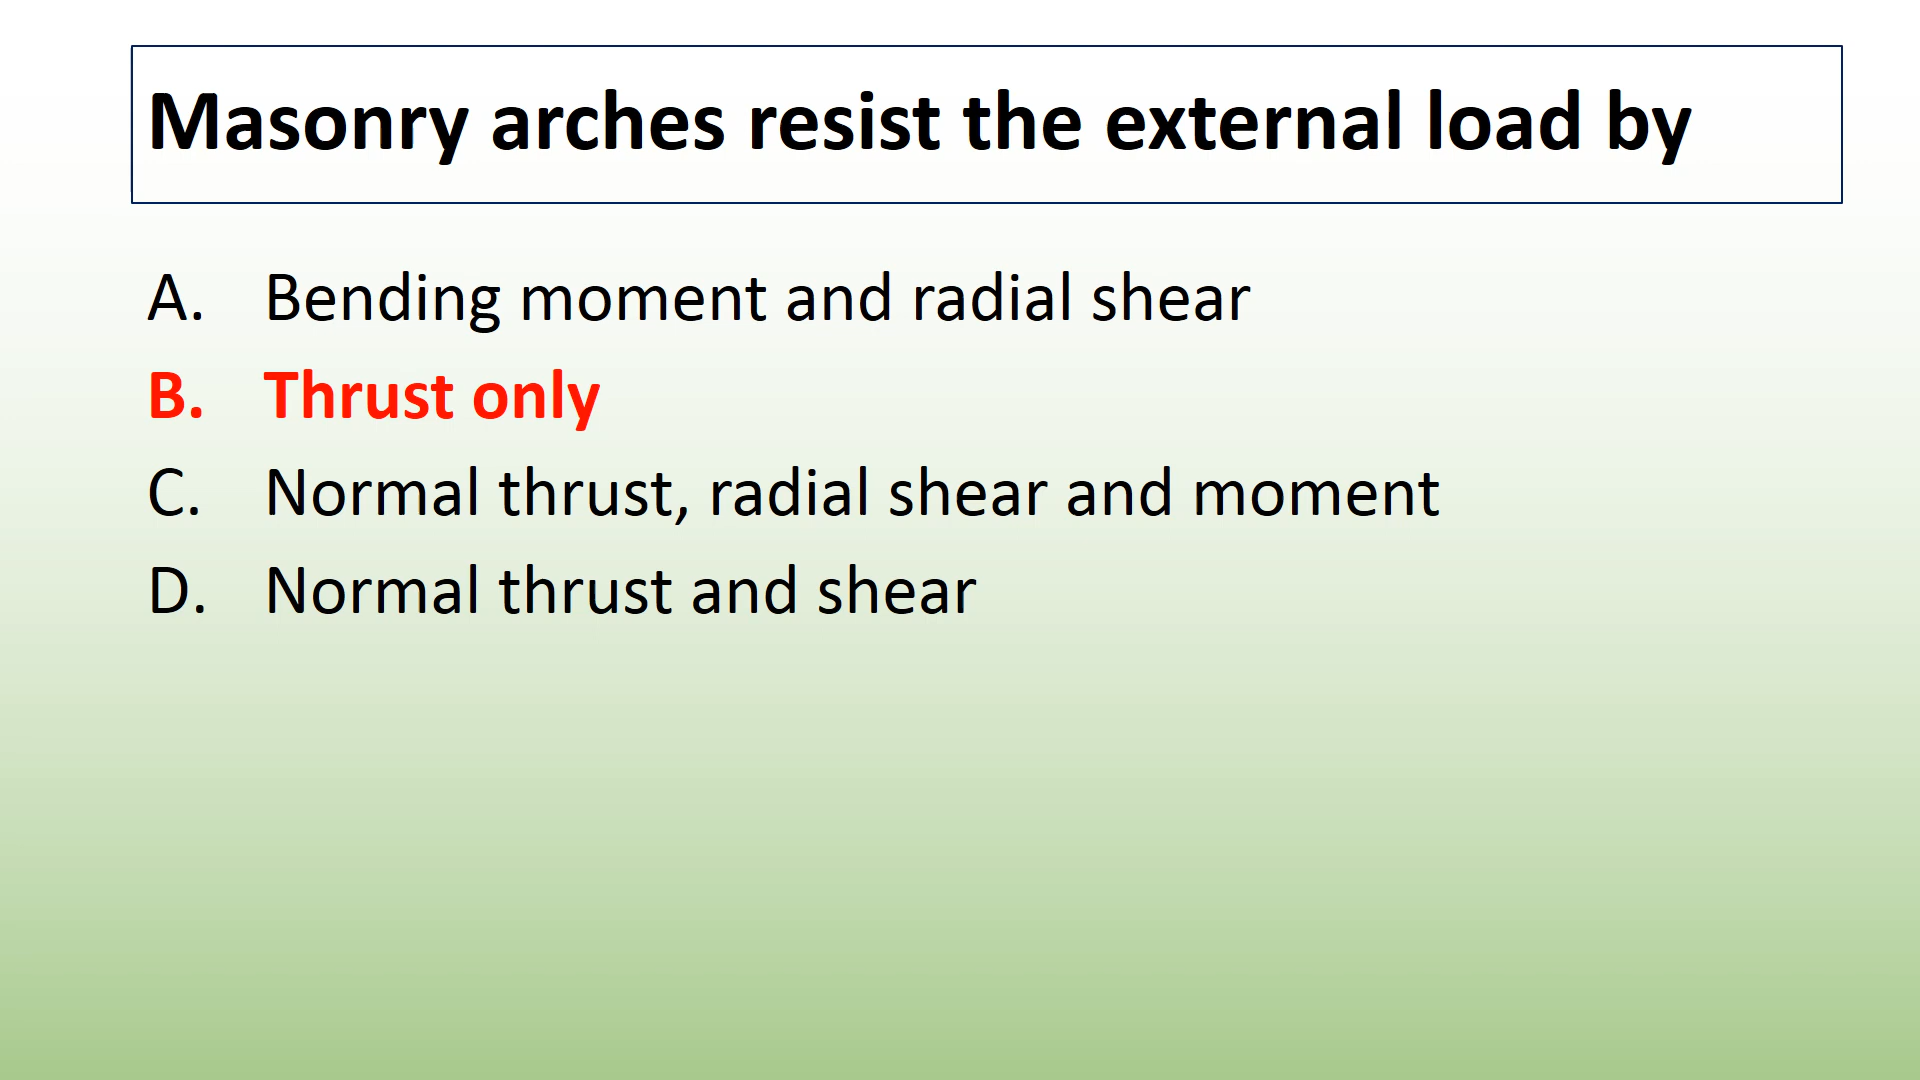 Masonry arches resist the external load by
A. Bending moment and radial shear
B. Thrust only
C. Normal thrust, radial shear and moment
D. Normal thrust and shear